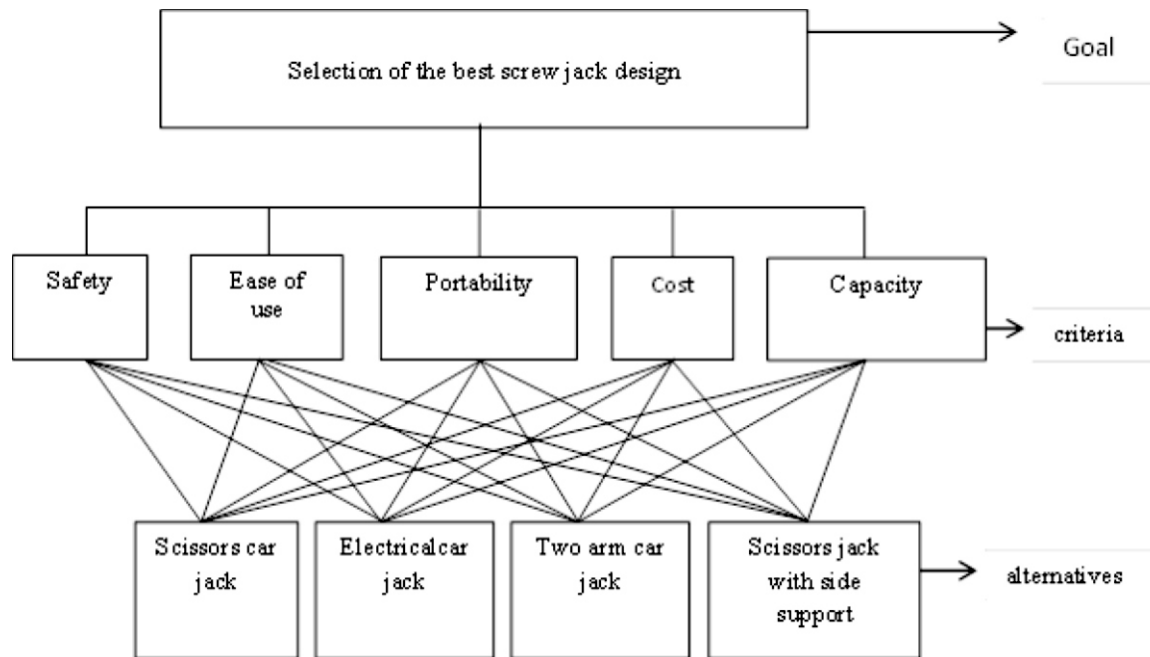 Selection of the best screw jack design
Goal
Safety
Ease of
use
Portability
Cost
Capacity
criteria
Scissors car
jack
Electricalcar
jack
Two arm car
jack
Scissors jack
with side
support
alternatives